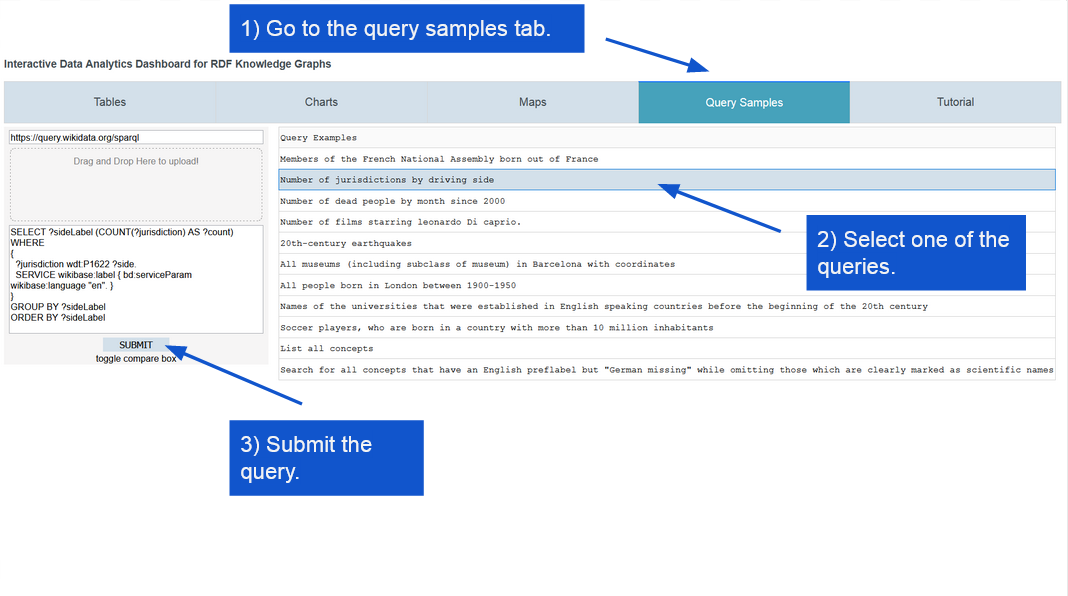 1) Go to the query samples tab.
Interactive Data Analytics Dashboard for RDF Knowledge Graphs
Tables
Charts
Maps
Query Samples
Tutorial
https://query.wikidata.org/sparql
Drag and Drop Here to upload!
SELECT ?sideLabel (COUNT(?jurisdiction) AS ?count)
WHERE
{
?jurisdiction wdt:P1622 ?side.
SERVICE wikibase:label { bd:serviceParam
wikibase:language "en". }
}
GROUP BY ?sideLabel
ORDER BY ?sideLabel
SUBMIT
toggle compare box
Query Examples
Members of the French National Assembly born out of France
Number of jurisdictions by driving side
Number of dead people by month since 2000
Number of films starring leonardo Di caprio.
20th-century earthquakes
All museums (including subclass of museum) in Barcelona with coordinates
All people born in London between 1900-1950
Names of the universities that were established in English speaking countries before the beginning of the 20th century
Soccer players, who are born in a country with more than 10 million inhabitants
List all concepts
Search for all concepts that have an English preflabel but "German missing" while omitting those which are clearly marked as scientific names
2) Select one of the
queries.
3) Submit the
query.